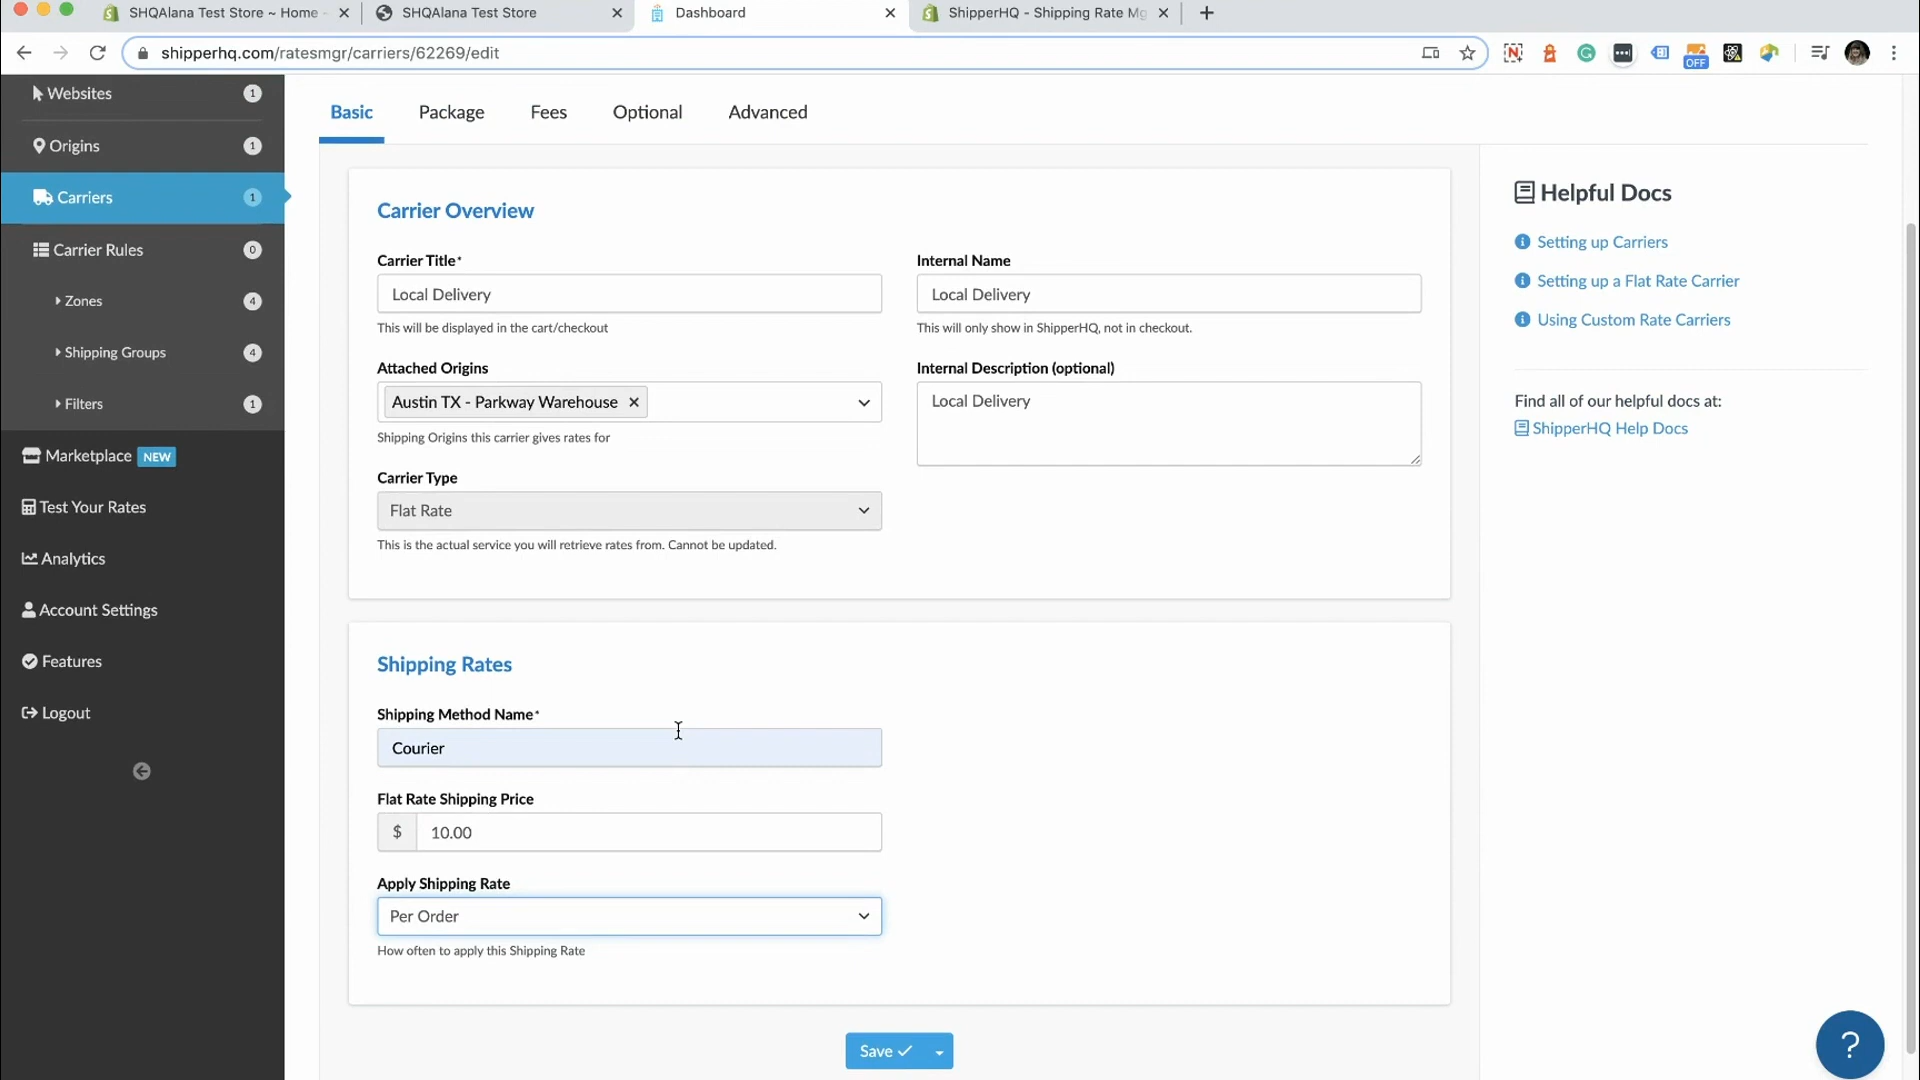 SHQAlana Test Store ~ Home -
SHQAlana Test Store
Dashboard
ShipperHQ - Shipping Rate Mg
shipperhq.com/ratesmgr/carriers/62269/edit
OFF
Websites 1
Origins 1
Carriers 1
Carrier Rules 0
Zones 4
Shipping Groups 4
Filters 1
Marketplace NEW
Test Your Rates
Analytics
Account Settings
Features
Logout
Basic Package Fees Optional Advanced
Carrier Overview
Carrier Title*
Local Delivery
This will be displayed in the cart/checkout
Internal Name
Local Delivery
This will only show in ShipperHQ, not in checkout.
Attached Origins
Austin TX - Parkway Warehouse ×
Shipping Origins this carrier gives rates for
Internal Description (optional)
Local Delivery
Carrier Type
Flat Rate
This is the actual service you will retrieve rates from. Cannot be updated.
Shipping Rates
Shipping Method Name*
Courier
Flat Rate Shipping Price
$ 10.00
Apply Shipping Rate
Per Order
How often to apply this Shipping Rate
Save
Helpful Docs
Setting up Carriers
Setting up a Flat Rate Carrier
Using Custom Rate Carriers
Find all of our helpful docs at:
ShipperHQ Help Docs
?